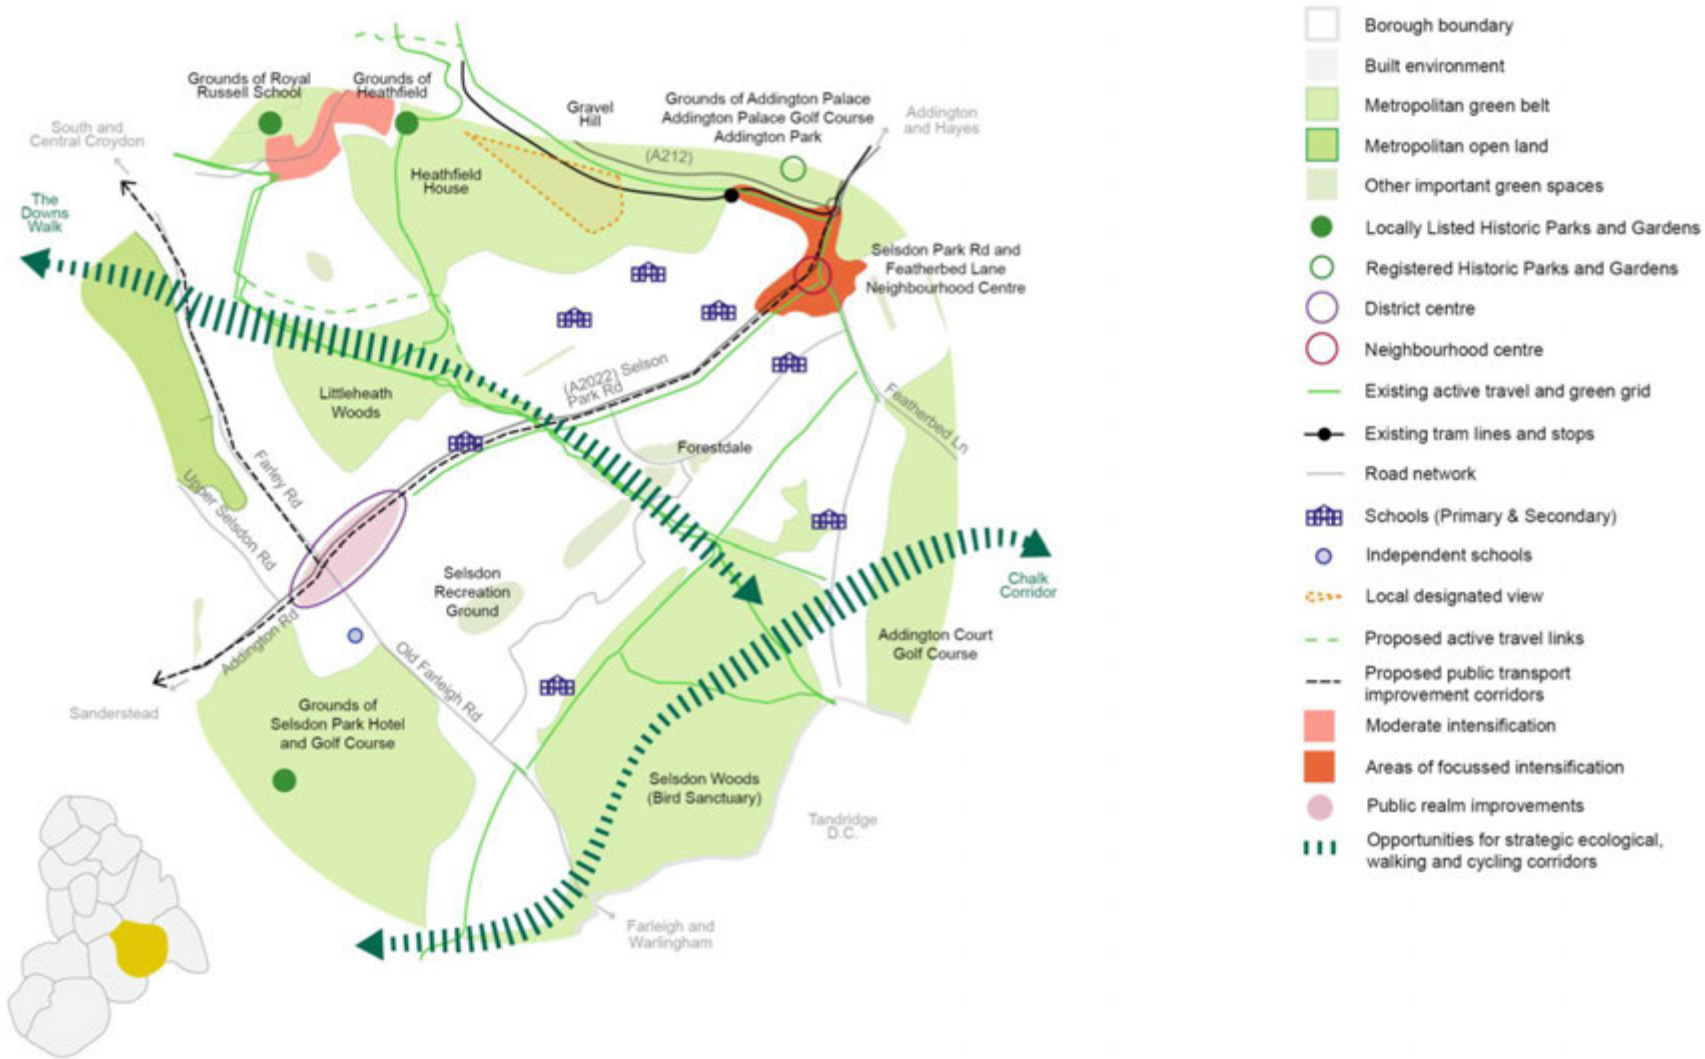 Grounds of Royal
Russell School
Grounds of
Heathfield
South and
Central Croydon
The
Downs
Walk
Heathfield
House
Gravel
Hill
(A212)
Grounds of Addington Palace
Addington Palace Golf Course
Addington Park
Addington
and Hayes
Selsdon Park Rd and
Featherbed Lane
Neighbourhood Centre
Littleheath
Woods
(A2022) Selson
Park Rd
Featherbed Ln
Forestdale
Farley Rd
Upper Selsdon Rd
Selsdon
Recreation
Ground
Chalk
Corridor
Addington Rd
Old Farleigh Rd
Addington Court
Golf Course
Sanderstead
Grounds of
Selsdon Park Hotel
and Golf Course
Selsdon Woods
(Bird Sanctuary)
Tandridge
D.C.
Farleigh and
Warlingham
Borough boundary
Built environment
Metropolitan green belt
Metropolitan open land
Other important green spaces
Locally Listed Historic Parks and Gardens
Registered Historic Parks and Gardens
District centre
Neighbourhood centre
Existing active travel and green grid
Existing tram lines and stops
Road network
Schools (Primary & Secondary)
Independent schools
Local designated view
Proposed active travel links
Proposed public transport
improvement corridors
Moderate intensification
Areas of focussed intensification
Public realm improvements
Opportunities for strategic ecological,
walking and cycling corridors